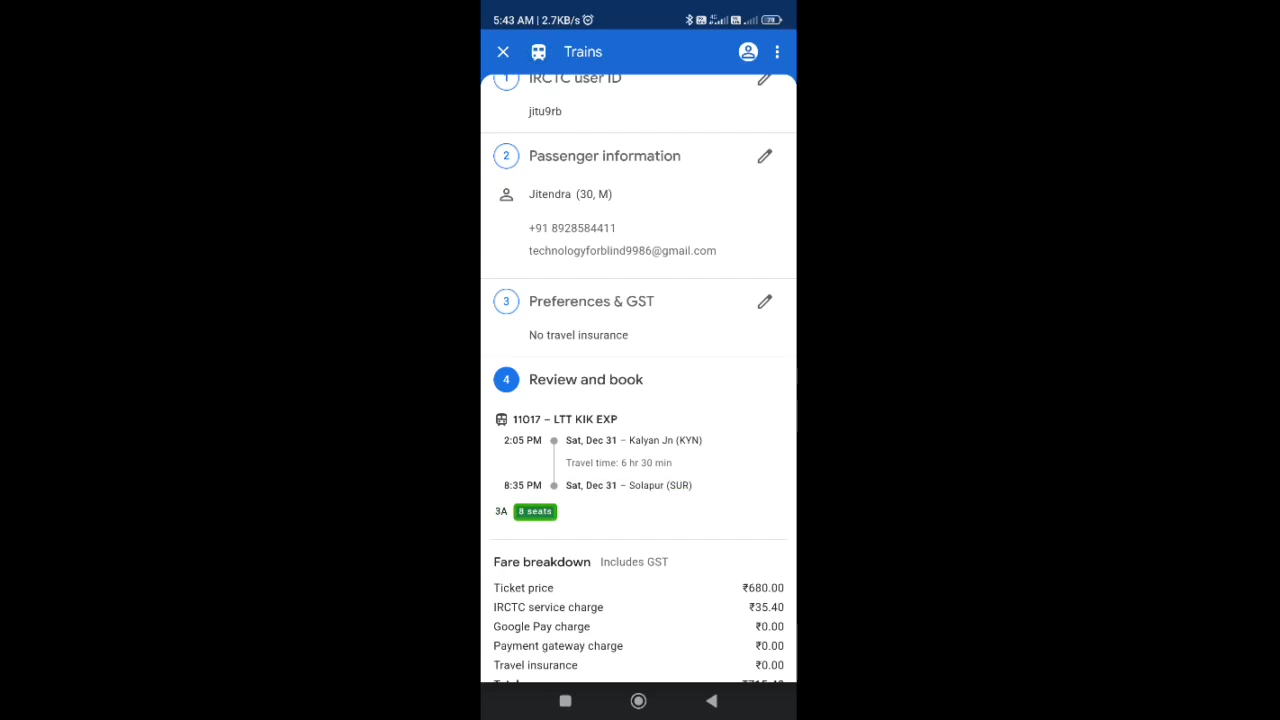 5:43 AM | 2.7KB/s
Trains
1 IRCTC user ID
jitu9rb
2 Passenger information
Jitendra (30, M)
+91 8928584411
technologyforblind9986@gmail.com
3 Preferences & GST
No travel insurance
4 Review and book
11017 – LTT KIK EXP
2:05 PM Sat, Dec 31 – Kalyan Jn (KYN)
Travel time: 6 hr 30 min
8:35 PM Sat, Dec 31 – Solapur (SUR)
3A 8 seats
Fare breakdown Includes GST
Ticket price ₹680.00
IRCTC service charge ₹35.40
Google Pay charge ₹0.00
Payment gateway charge ₹0.00
Travel insurance ₹0.00